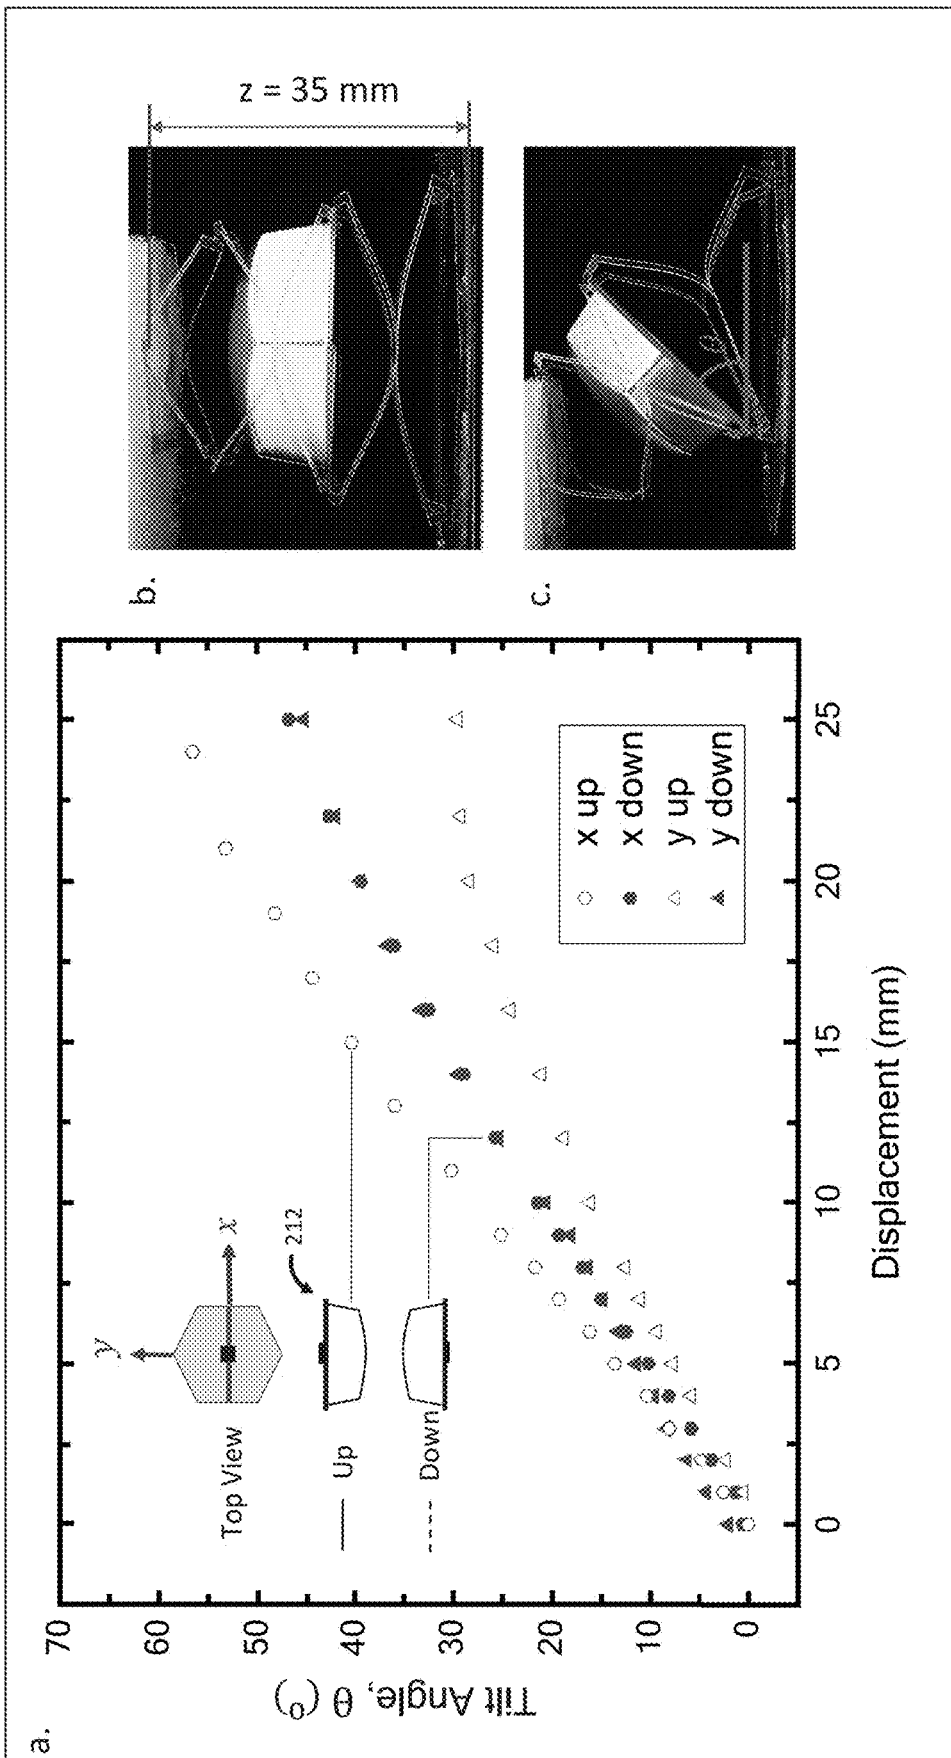 a.
Tilt Angle, Θ (°)
70
60
50
40
30
20
10
0
Top View
y
x
Up
Down
212
x up
x down
y up
y down
0
5
10
15
20
25
Displacement (mm)
b.
z = 35 mm
c.